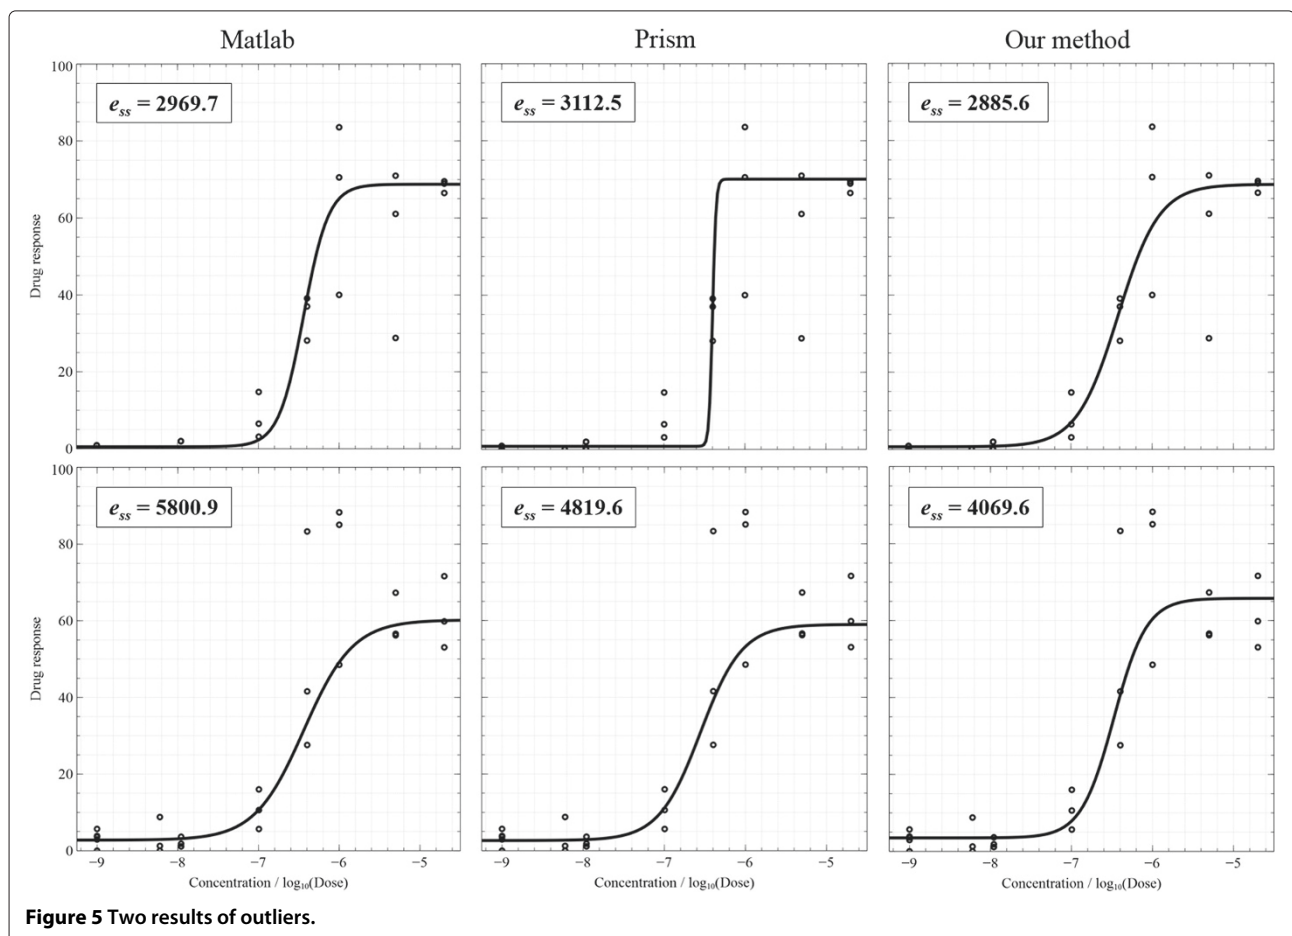 Matlab Prism Our method
e_ss = 2969.7 e_ss = 3112.5 e_ss = 2885.6
100
80
60
40
20
0
Drug response
e_ss = 5800.9 e_ss = 4819.6 e_ss = 4069.6
100
80
60
40
20
0
Drug response
−9 −8 −7 −6 −5 −9 −8 −7 −6 −5 −9 −8 −7 −6 −5
Concentration / log₁₀(Dose) Concentration / log₁₀(Dose) Concentration / log₁₀(Dose)
Figure 5 Two results of outliers.